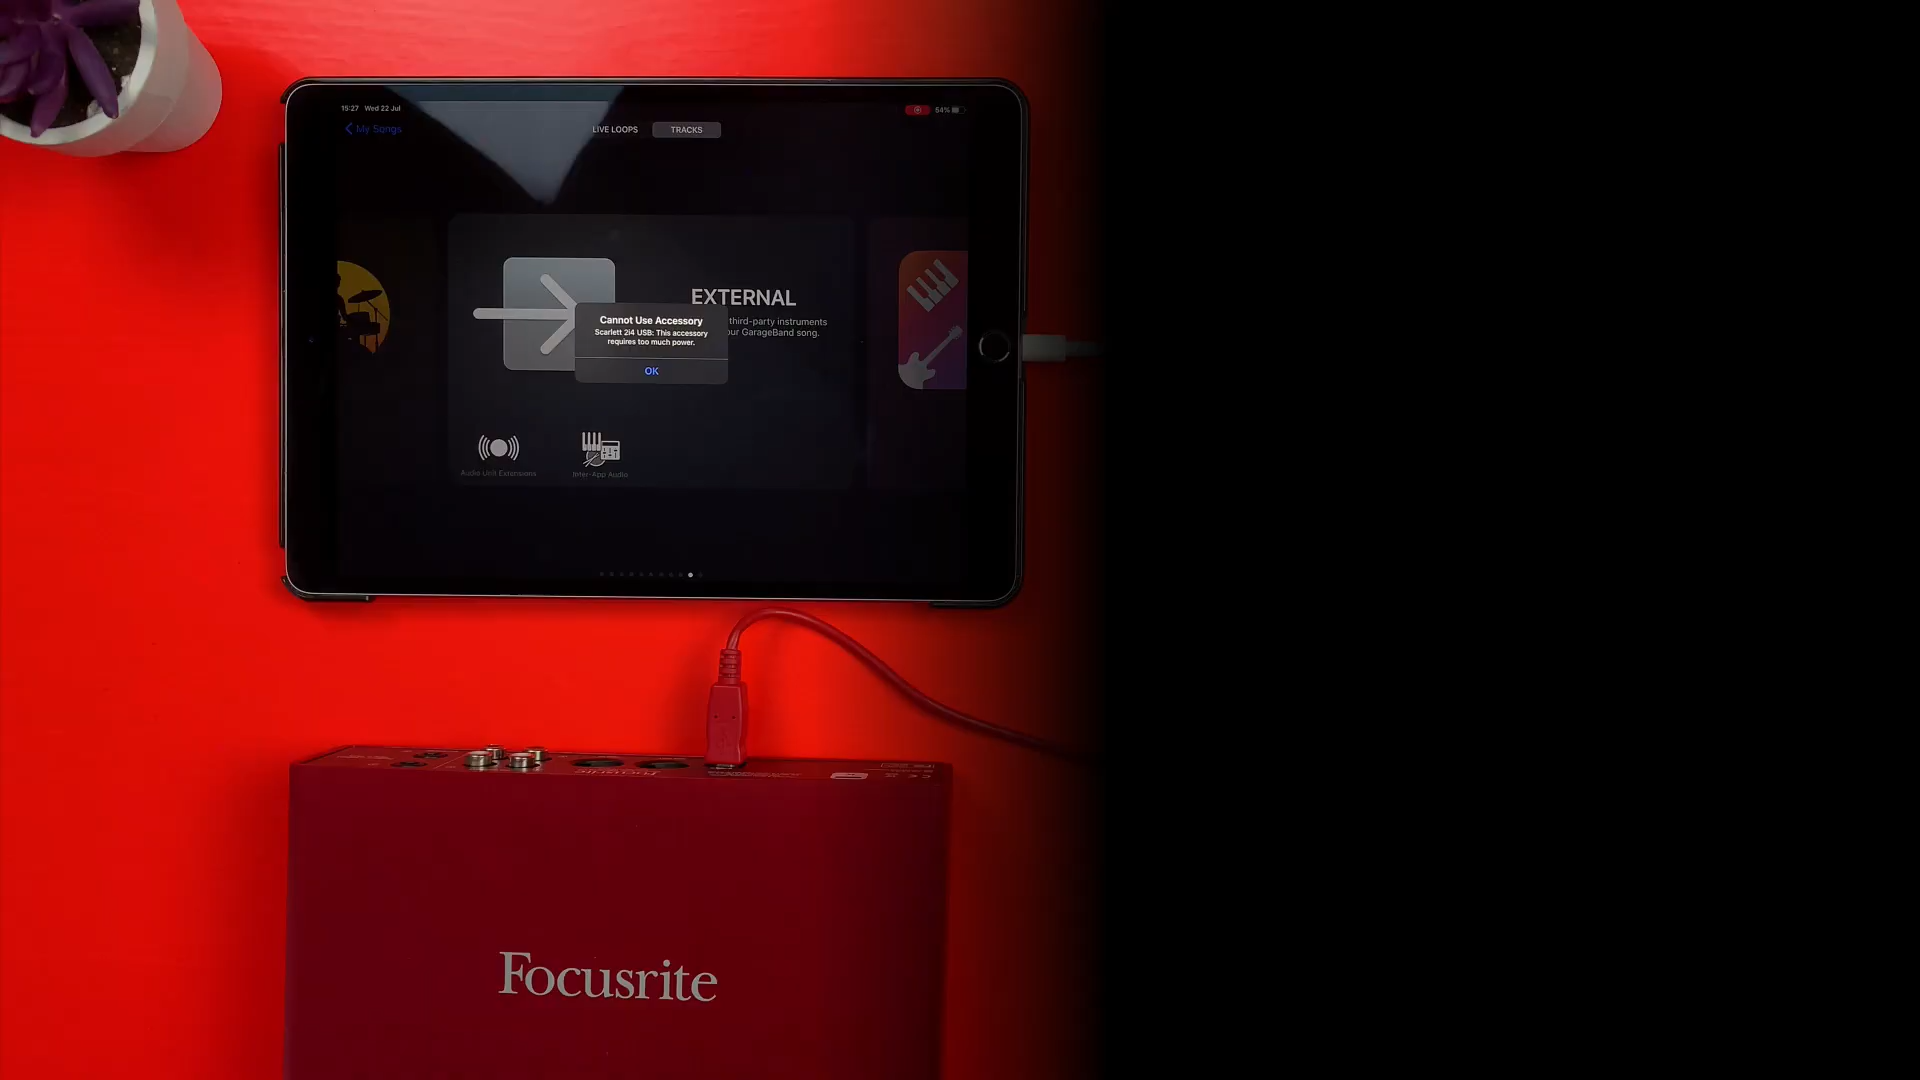 15:27 Wed 22 Jul
54%
My Songs
LIVE LOOPS
TRACKS
EXTERNAL
third-party instruments
our GarageBand song.
Cannot Use Accessory
Scarlett 2i4 USB: This accessory
requires too much power.
OK
Audio Unit Extensions
Inter-App Audio
Focusrite